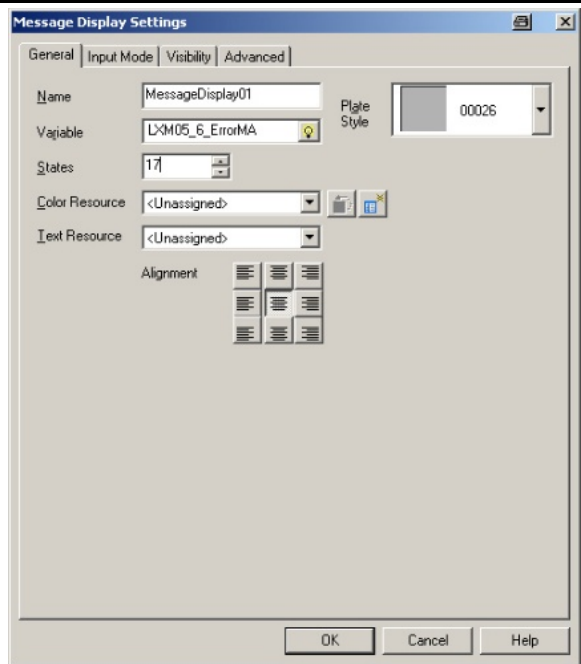 Message Display Settings
General Input Mode Visibility Advanced
Name MessageDisplay01
Plate Style 00026
Variable LXM05_6_ErrorMA
States 17
Color Resource <Unassigned>
Text Resource <Unassigned>
Alignment
OK Cancel Help